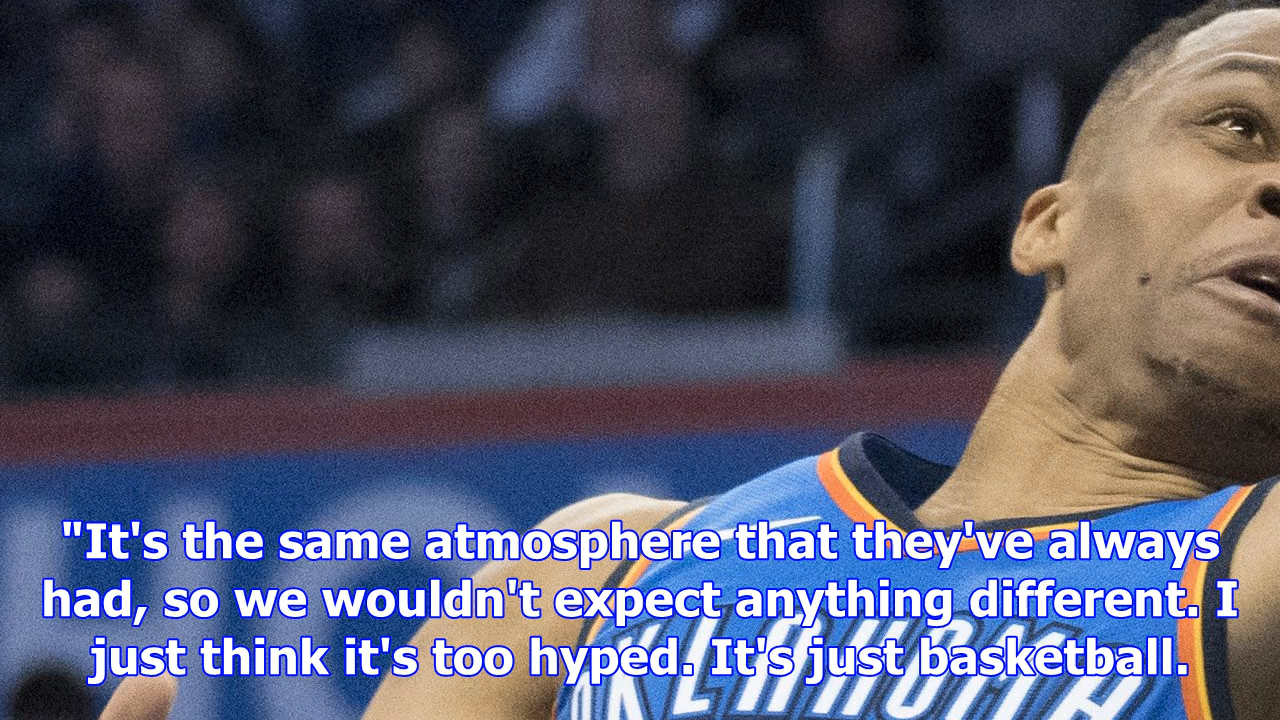 "It's the same atmosphere that they've always
had, so we wouldn't expect anything different. I
just think it's too hyped. It's just basketball.
OKLAHOMA